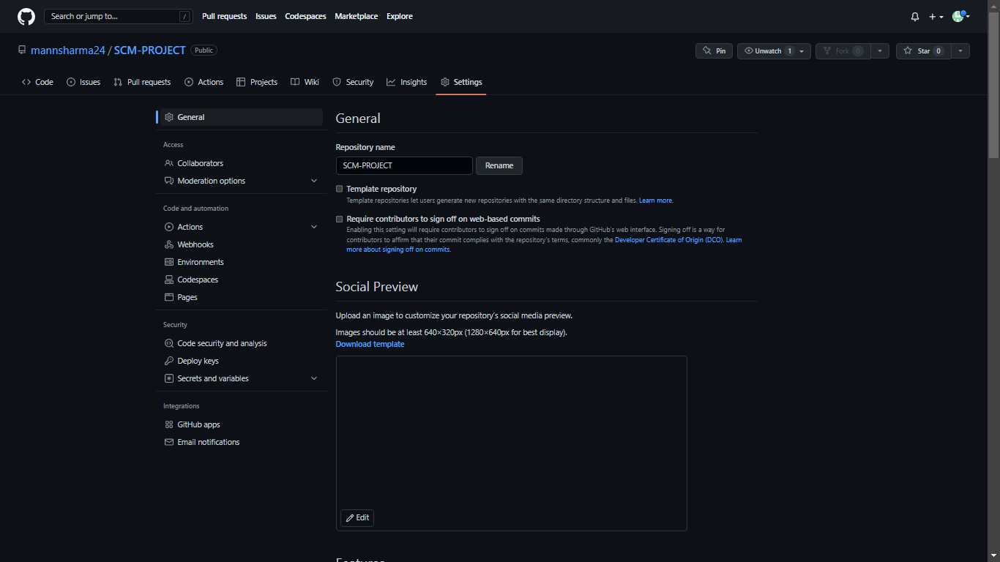 Search or jump to... /
Pull requests Issues Codespaces Marketplace Explore
mannsharma24 / SCM-PROJECT Public
Pin Unwatch 1 Fork 0 Star 0
Code Issues Pull requests Actions Projects Wiki Security Insights Settings
General
Access
Collaborators
Moderation options
Code and automation
Actions
Webhooks
Environments
Codespaces
Pages
Security
Code security and analysis
Deploy keys
Secrets and variables
Integrations
GitHub apps
Email notifications
General
Repository name
SCM-PROJECT Rename
Template repository
Template repositories let users generate new repositories with the same directory structure and files. Learn more.
Require contributors to sign off on web-based commits
Enabling this setting will require contributors to sign off on commits made through GitHub's web interface. Signing off is a way for
contributors to affirm that their commit complies with the repository's terms, commonly the Developer Certificate of Origin (DCO). Learn
more about signing off on commits.
Social Preview
Upload an image to customize your repository's social media preview.
Images should be at least 640×320px (1280×640px for best display).
Download template
Edit
Features